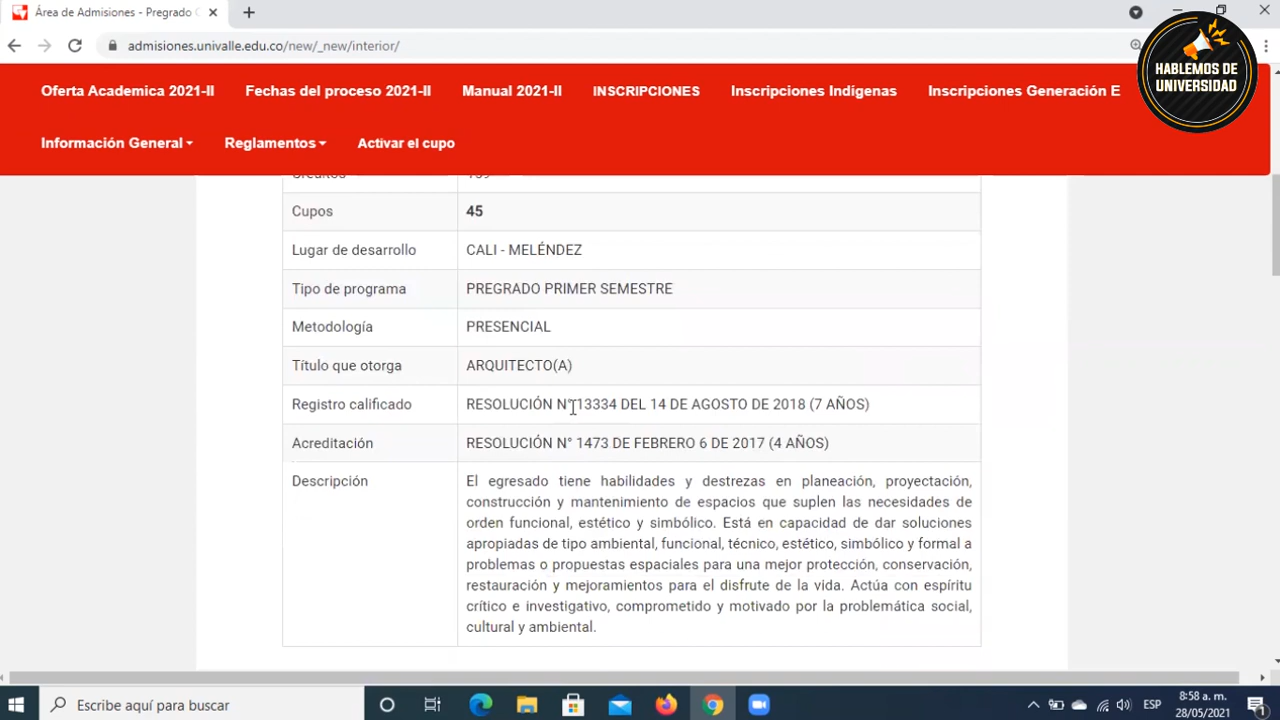 Área de Admisiones - Pregrado
admisiones.univalle.edu.co/new/_new/interior/
HABLEMOS DE
UNIVERSIDAD
Oferta Academica 2021-II Fechas del proceso 2021-II Manual 2021-II INSCRIPCIONES Inscripciones Indígenas Inscripciones Generación E
Información General Reglamentos Activar el cupo
Cupos 45
Lugar de desarrollo CALI - MELÉNDEZ
Tipo de programa PREGRADO PRIMER SEMESTRE
Metodología PRESENCIAL
Título que otorga ARQUITECTO(A)
Registro calificado RESOLUCIÓN N° 13334 DEL 14 DE AGOSTO DE 2018 (7 AÑOS)
Acreditación RESOLUCIÓN N° 1473 DE FEBRERO 6 DE 2017 (4 AÑOS)
Descripción El egresado tiene habilidades y destrezas en planeación, proyectación,
construcción y mantenimiento de espacios que suplen las necesidades de
orden funcional, estético y simbólico. Está en capacidad de dar soluciones
apropiadas de tipo ambiental, funcional, técnico, estético, simbólico y formal a
problemas o propuestas espaciales para una mejor protección, conservación,
restauración y mejoramientos para el disfrute de la vida. Actúa con espíritu
crítico e investigativo, comprometido y motivado por la problemática social,
cultural y ambiental.
Escribe aquí para buscar
ESP
8:58 a. m.
28/05/2021
1